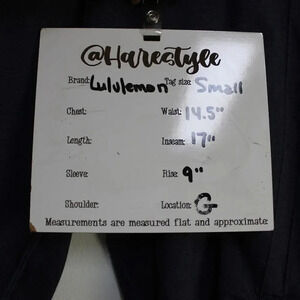 @Harestyle
Brand: Lululemon Tag size: Small
Chest: Waist: 14.5"
Length: Inseam: 17"
Sleeve: Rise: 9"
Shoulder: Location: G
Measurements are measured flat and approximate